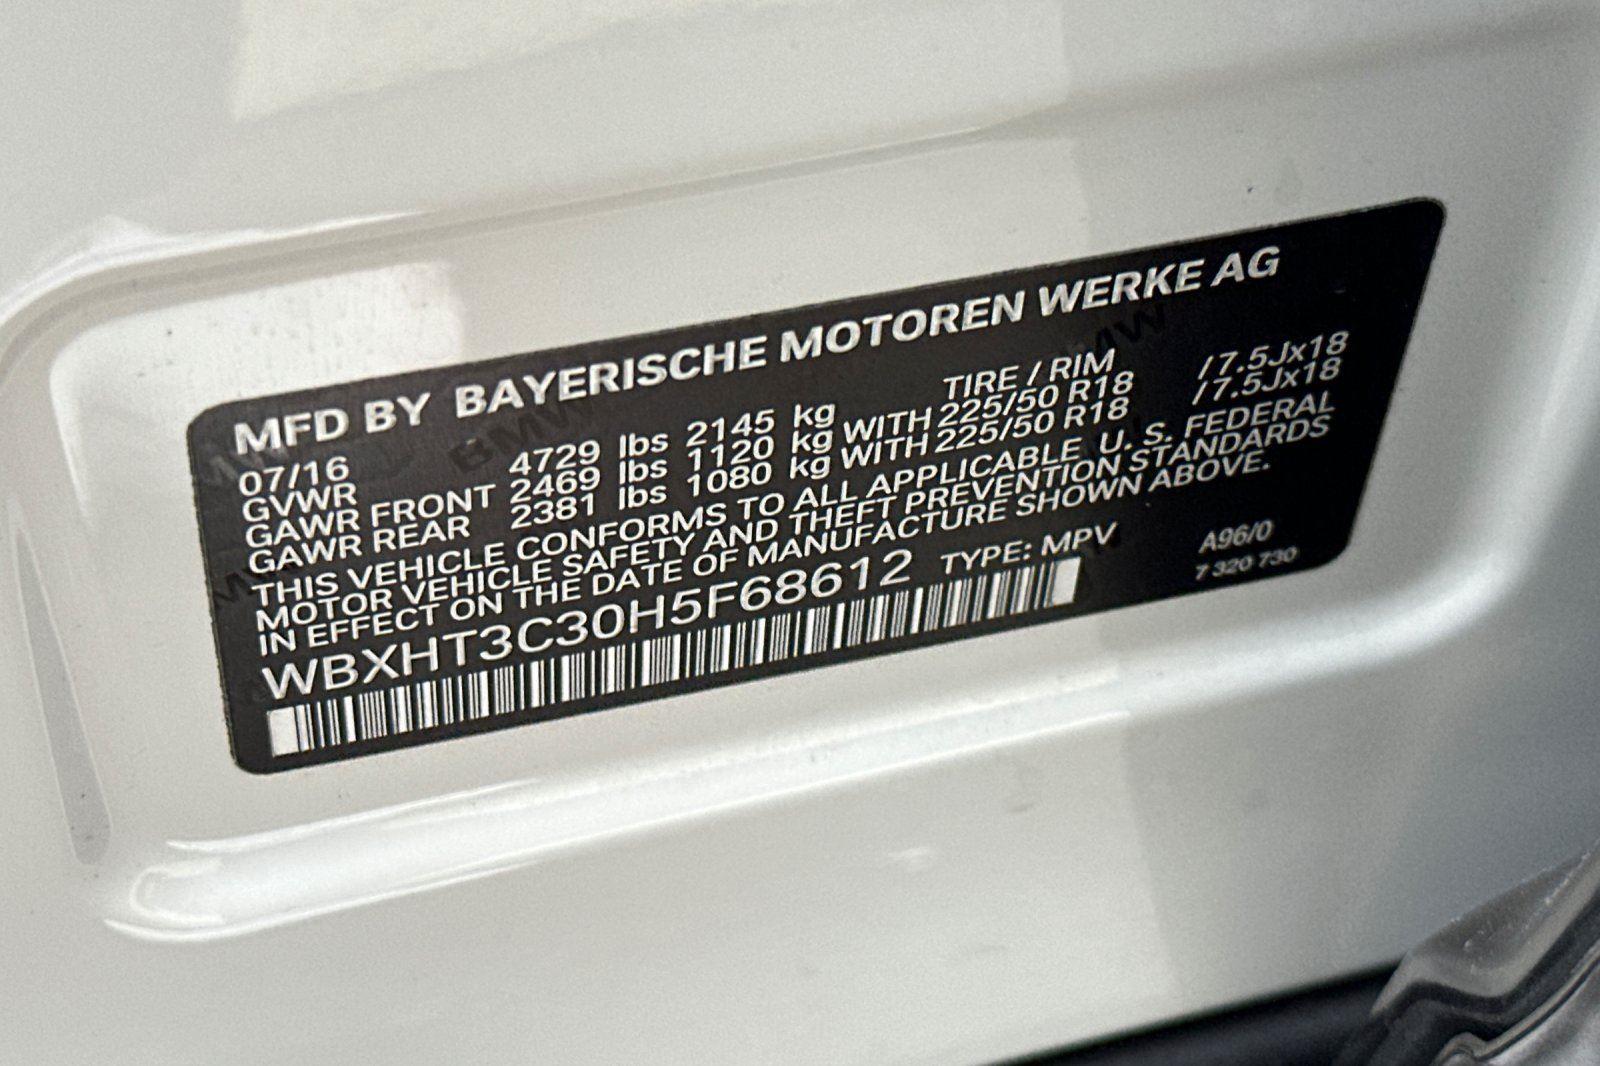 MFD BY BAYERISCHE MOTOREN WERKE AG
07/16 TIRE / RIM
GVWR 4729 lbs 2145 kg
GAWR FRONT 2469 lbs 1120 kg WITH 225/50 R18 /7.5Jx18
GAWR REAR 2381 lbs 1080 kg WITH 225/50 R18 /7.5Jx18
THIS VEHICLE CONFORMS TO ALL APPLICABLE U. S. FEDERAL
MOTOR VEHICLE SAFETY AND THEFT PREVENTION STANDARDS
IN EFFECT ON THE DATE OF MANUFACTURE SHOWN ABOVE.
WBXHT3C30H5F68612 TYPE: MPV A96/0
7 320 730